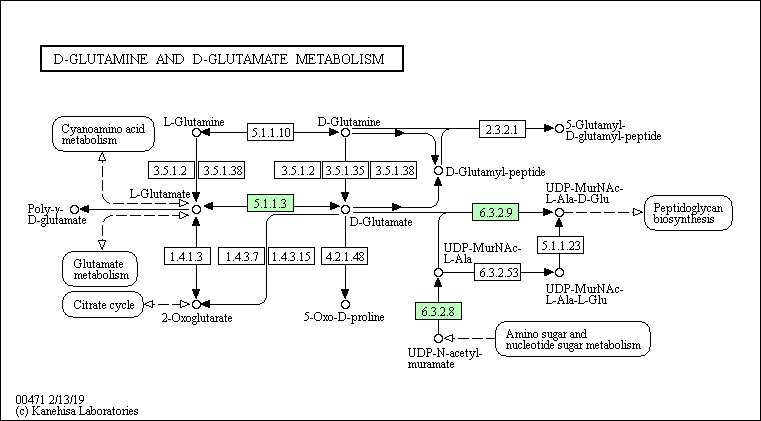 D-GLUTAMINE AND D-GLUTAMATE METABOLISM
Cyanoamino acid
metabolism
L-Glutamine
5.1.1.10
D-Glutamine
2.3.2.1
5-Glutamyl-
D-glutamyl-peptide
3.5.1.2
3.5.1.38
3.5.1.2
3.5.1.35
3.5.1.38
D-Glutamyl-peptide
L-Glutamate
Poly-γ-
D-glutamate
5.1.1.3
D-Glutamate
UDP-MurNAc-
L-Ala-D-Glu
6.3.2.9
Peptidoglycan
biosynthesis
Glutamate
metabolism
1.4.1.3
1.4.3.7
1.4.3.15
4.2.1.48
UDP-MurNAc-
L-Ala
5.1.1.23
6.3.2.53
UDP-MurNAc-
L-Ala-L-Glu
Citrate cycle
2-Oxoglutarate
5-Oxo-D-proline
6.3.2.8
Amino sugar and
nucleotide sugar metabolism
UDP-N-acetyl-
muramate
00471 2/13/19
(c) Kanehisa Laboratories